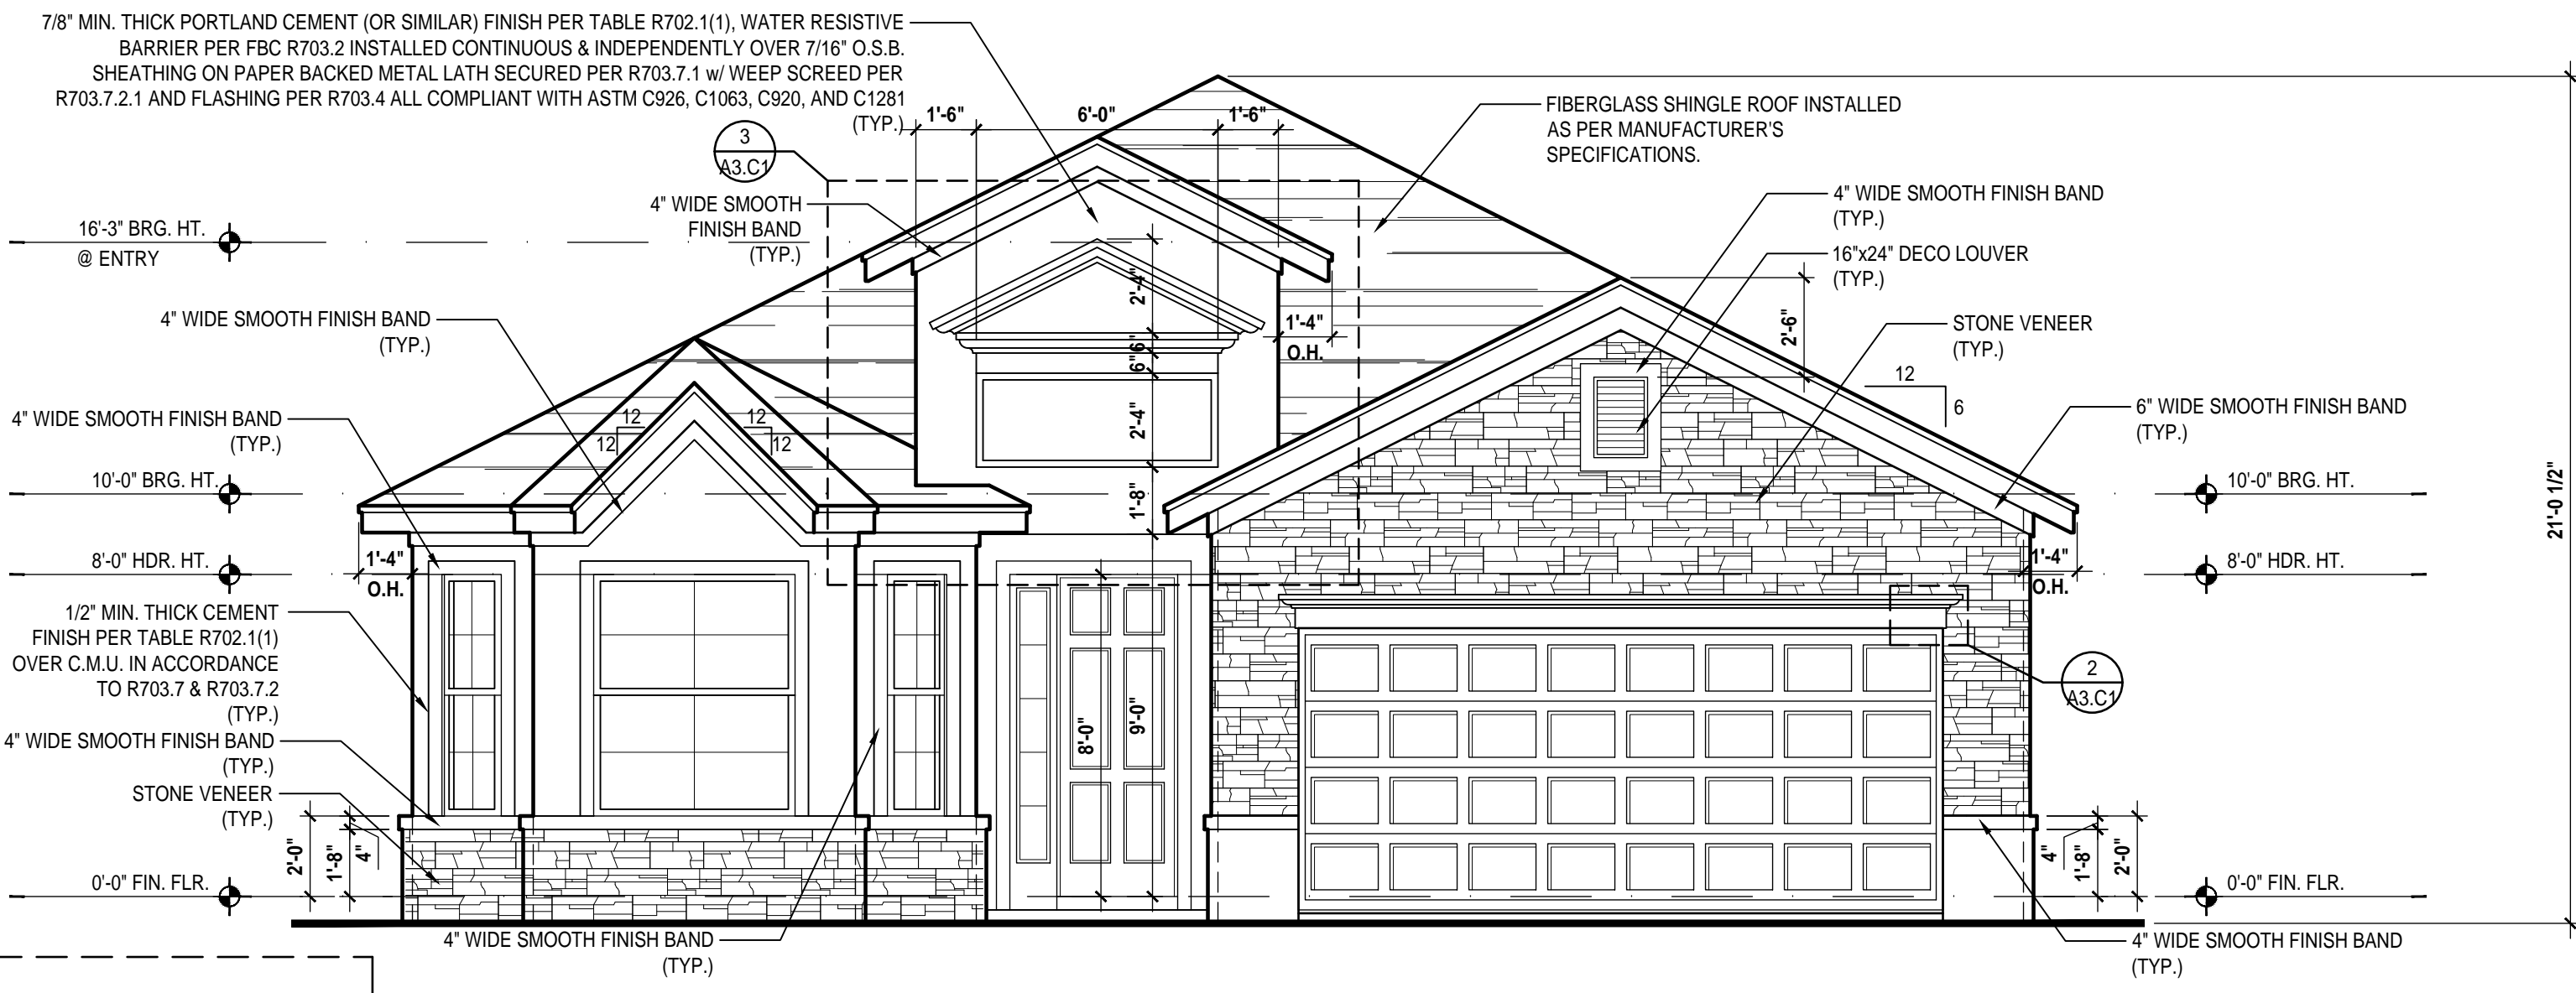 7/8" MIN. THICK PORTLAND CEMENT (OR SIMILAR) FINISH PER TABLE R702.1(1), WATER RESISTIVE
BARRIER PER FBC R703.2 INSTALLED CONTINUOUS & INDEPENDENTLY OVER 7/16" O.S.B.
SHEATHING ON PAPER BACKED METAL LATH SECURED PER R703.7.1 w/ WEEP SCREED PER
R703.7.2.1 AND FLASHING PER R703.4 ALL COMPLIANT WITH ASTM C926, C1063, C920, AND C1281
(TYP.)
1'-6"
6'-0"
1'-6"
3
A3.C1
FIBERGLASS SHINGLE ROOF INSTALLED
AS PER MANUFACTURER'S
SPECIFICATIONS.
4" WIDE SMOOTH
FINISH BAND
(TYP.)
4" WIDE SMOOTH FINISH BAND
(TYP.)
16"x24" DECO LOUVER
(TYP.)
STONE VENEER
(TYP.)
16'-3" BRG. HT.
@ ENTRY
4" WIDE SMOOTH FINISH BAND
(TYP.)
2'-4"
6"
6"
2'-4"
1'-8"
1'-4"
O.H.
2'-6"
12
6
6" WIDE SMOOTH FINISH BAND
(TYP.)
4" WIDE SMOOTH FINISH BAND
(TYP.)
12
12
12
12
10'-0" BRG. HT.
10'-0" BRG. HT.
21'-0 1/2"
8'-0" HDR. HT.
1'-4"
O.H.
1'-4"
O.H.
8'-0" HDR. HT.
1/2" MIN. THICK CEMENT
FINISH PER TABLE R702.1(1)
OVER C.M.U. IN ACCORDANCE
TO R703.7 & R703.7.2
(TYP.)
2
A3.C1
8'-0"
9'-0"
4" WIDE SMOOTH FINISH BAND
(TYP.)
STONE VENEER
(TYP.)
2'-0"
1'-8"
4"
4"
1'-8"
2'-0"
0'-0" FIN. FLR.
0'-0" FIN. FLR.
4" WIDE SMOOTH FINISH BAND
(TYP.)
4" WIDE SMOOTH FINISH BAND
(TYP.)